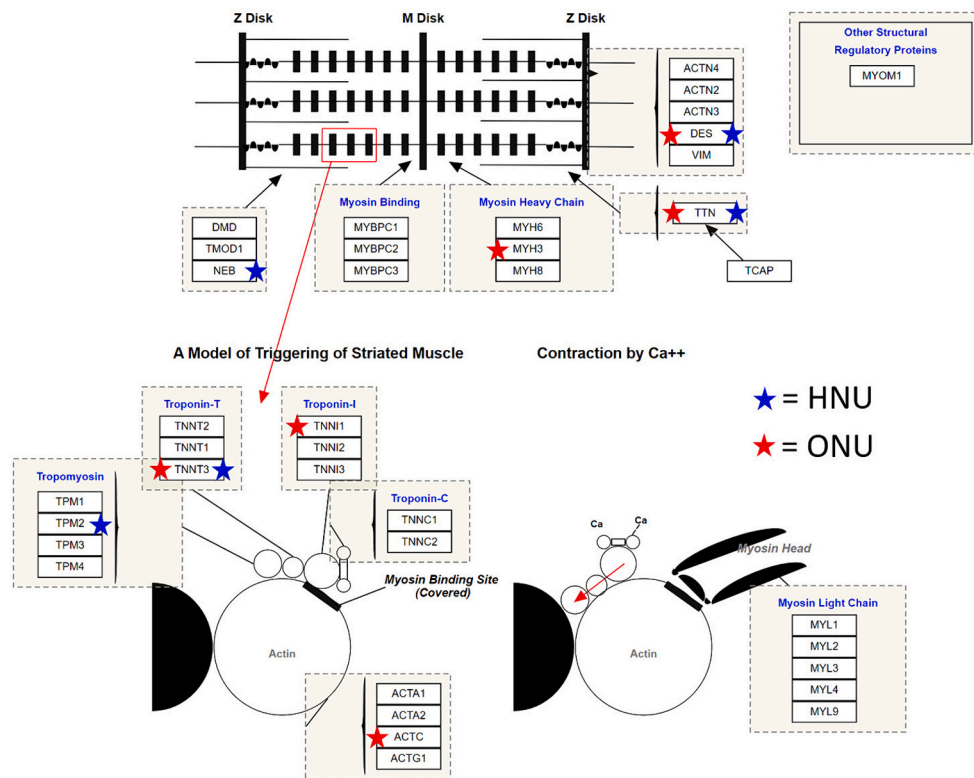 Z Disk
M Disk
Z Disk
Other Structural
Regulatory Proteins
MYOM1
ACTN4
ACTN2
ACTN3
DES
VIM
TTN
TCAP
DMD
TMOD1
NEB
Myosin Binding
MYBPC1
MYBPC2
MYBPC3
Myosin Heavy Chain
MYH6
MYH3
MYH8
A Model of Triggering of Striated Muscle
Contraction by Ca++
= HNU
= ONU
Troponin-T
TNNT2
TNNT1
TNNT3
Troponin-I
TNNI1
TNNI2
TNNI3
Tropomyosin
TPM1
TPM2
TPM3
TPM4
Troponin-C
TNNC1
TNNC2
Myosin Binding Site
(Covered)
Actin
ACTA1
ACTA2
ACTC
ACTG1
Ca
Ca
Myosin Head
Actin
Myosin Light Chain
MYL1
MYL2
MYL3
MYL4
MYL9